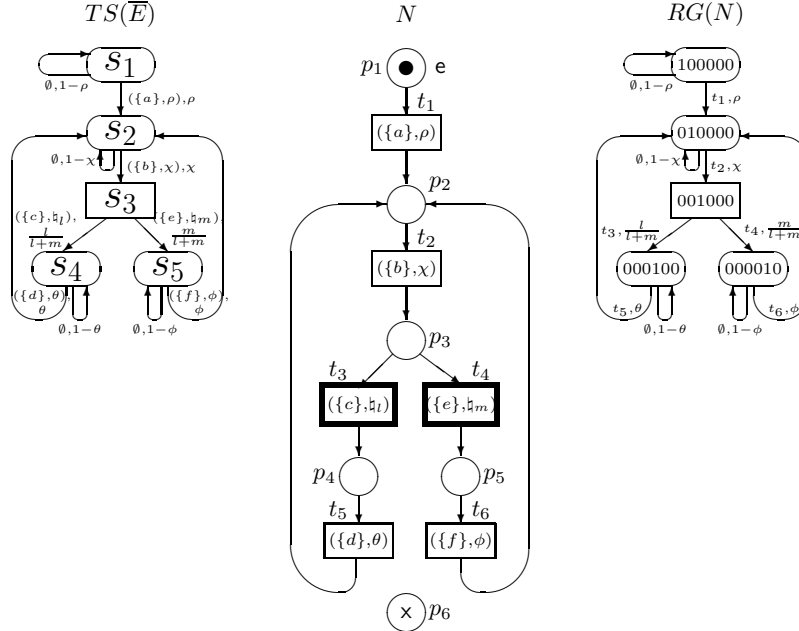 TS(E̅) N RG(N)
s₁
∅,1−ρ
({a},ρ),ρ
s₂
∅,1−χ
({b},χ),χ
s₃
({c},♮ₗ), ({e},♮ₘ),
l/(l+m) m/(l+m)
s₄ s₅
({d},θ), ({f},φ),
θ φ
∅,1−θ ∅,1−φ
p₁ e
t₁
({a},ρ)
p₂
t₂
({b},χ)
p₃
t₃ t₄
({c},♮ₗ) ({e},♮ₘ)
p₄ p₅
t₅ t₆
({d},θ) ({f},φ)
x p₆
100000
∅,1−ρ
t₁,ρ
010000
∅,1−χ
t₂,χ
001000
t₃, l/(l+m) t₄, m/(l+m)
000100 000010
t₅,θ t₆,φ
∅,1−θ ∅,1−φ